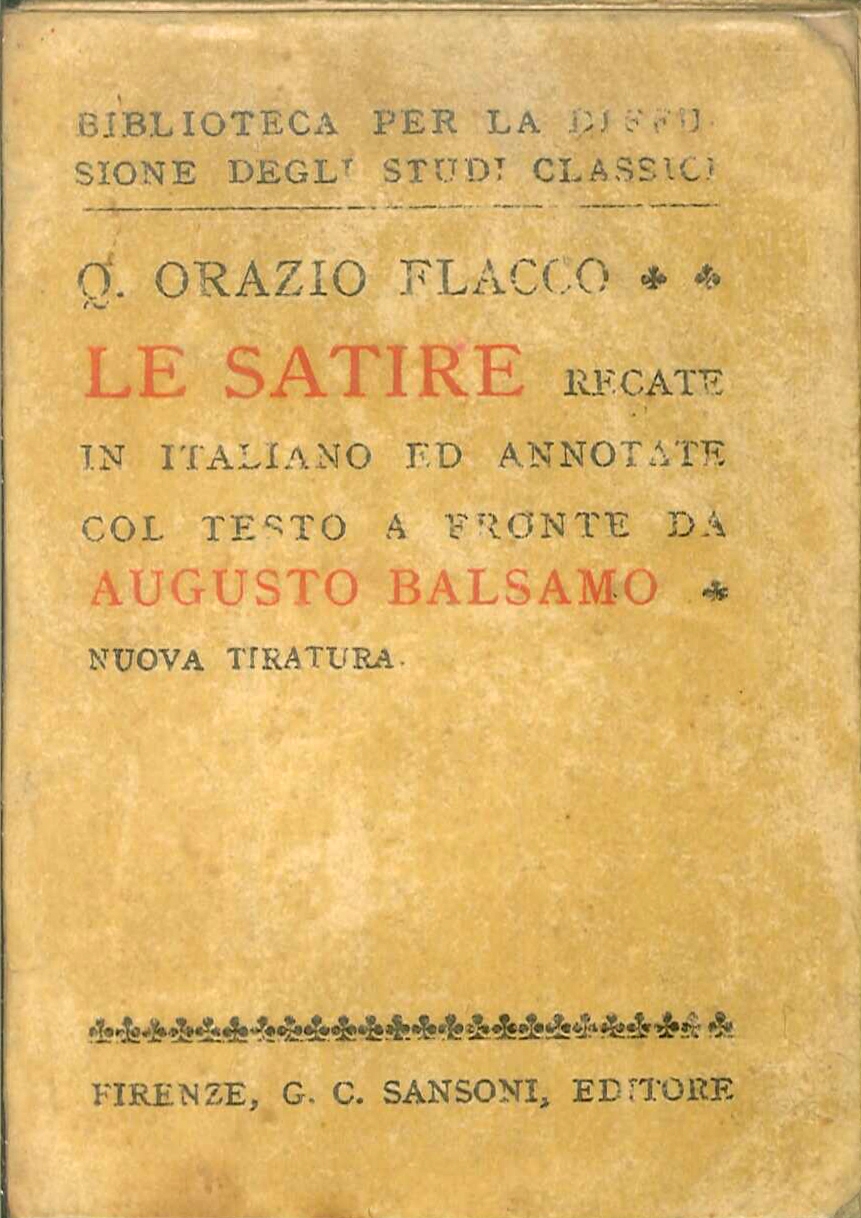 BIBLIOTECA PER LA DIFFU-
SIONE DEGLI STUDI CLASSICI
Q. ORAZIO FLACCO
LE SATIRE RECATE
IN ITALIANO ED ANNOTATE
COL TESTO A FRONTE DA
AUGUSTO BALSAMO
NUOVA TIRATURA.
FIRENZE, G. C. SANSONI, EDITORE